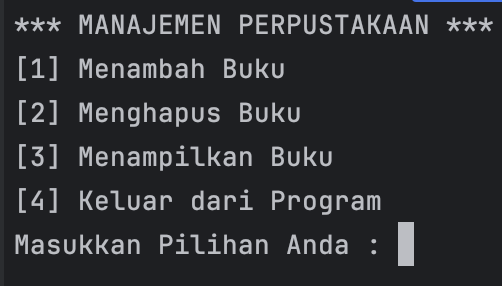 *** MANAJEMEN PERPUSTAKAAN ***
[1] Menambah Buku
[2] Menghapus Buku
[3] Menampilkan Buku
[4] Keluar dari Program
Masukkan Pilihan Anda :